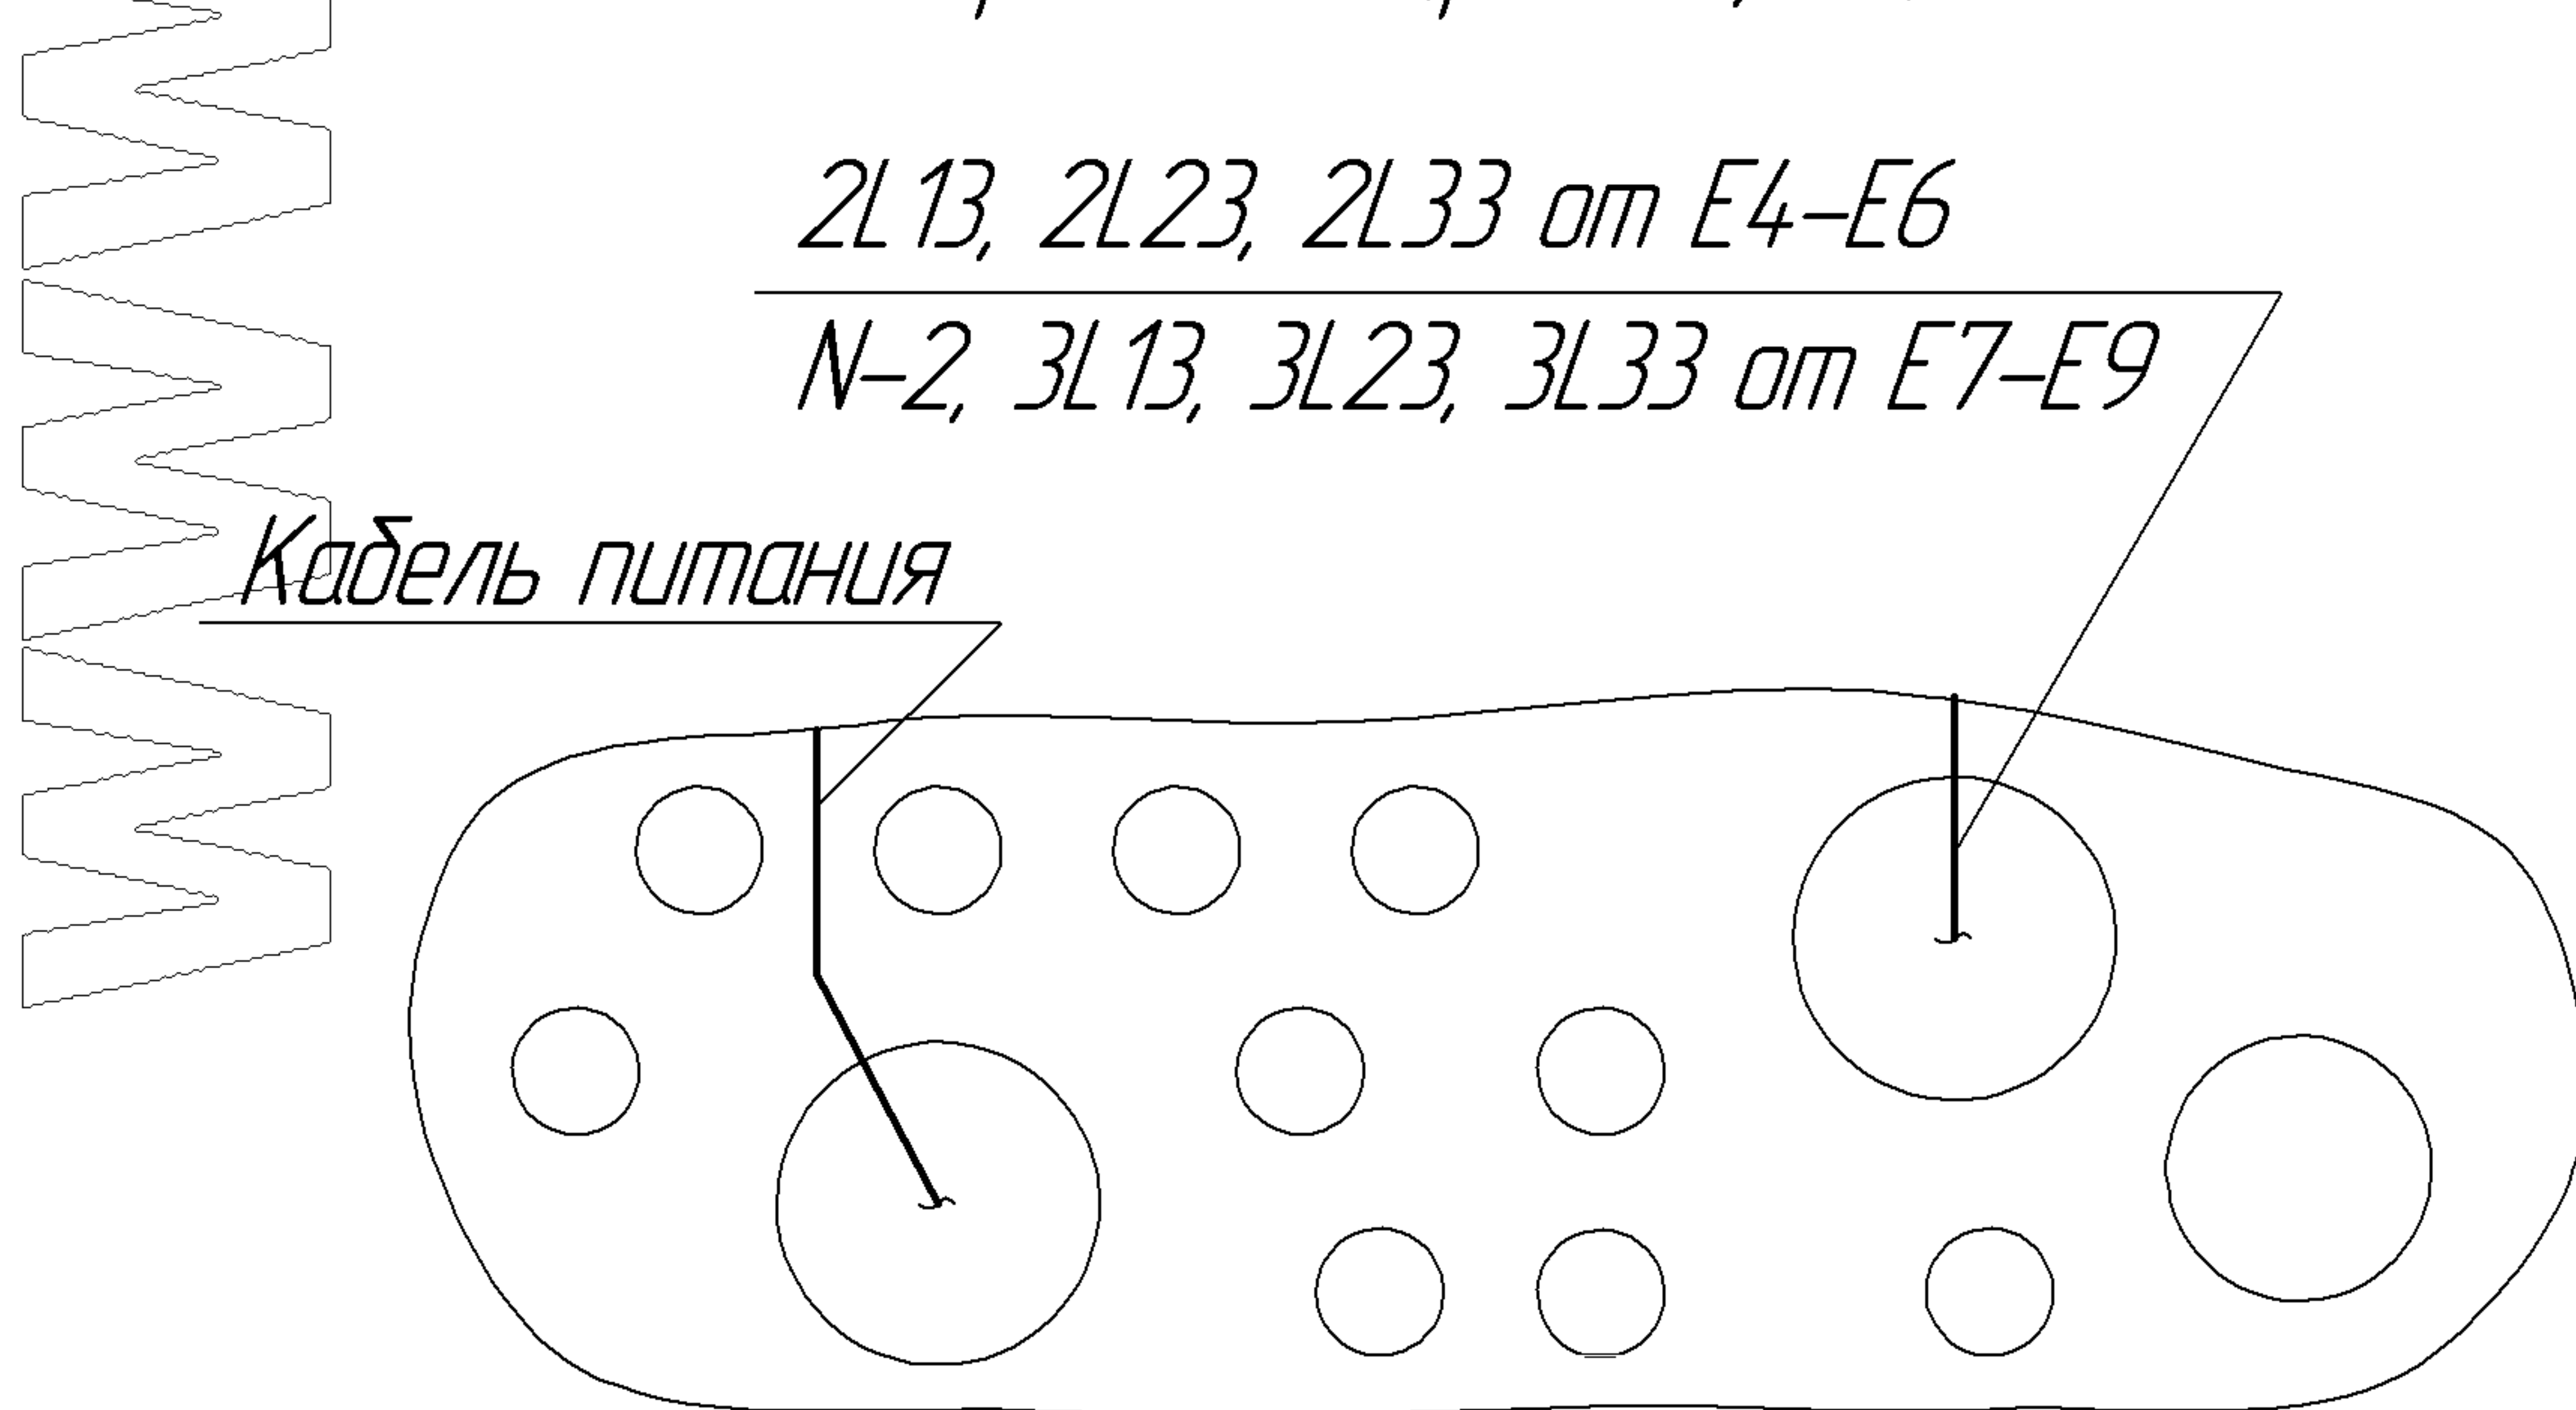 2L13, 2L23, 2L33 от E4-E6
N-2, 3L13, 3L23, 3L33 от E7-E9
Кабель питания